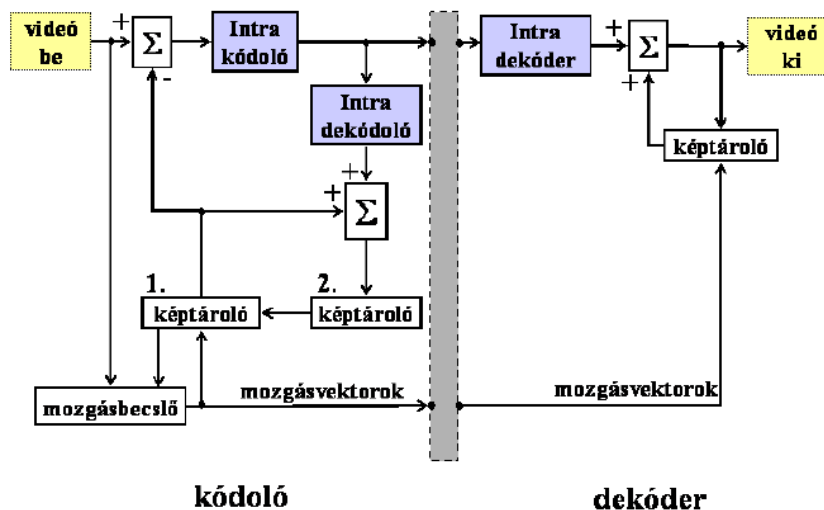 videó
be
+
Σ
-
Intra
kódoló
Intra
dekódoló
+
+
Σ
1.
képtároló
2.
képtároló
mozgásbecslő
mozgásvektorok
kódoló
Intra
dekóder
+
Σ
+
videó
ki
képtároló
mozgásvektorok
dekóder